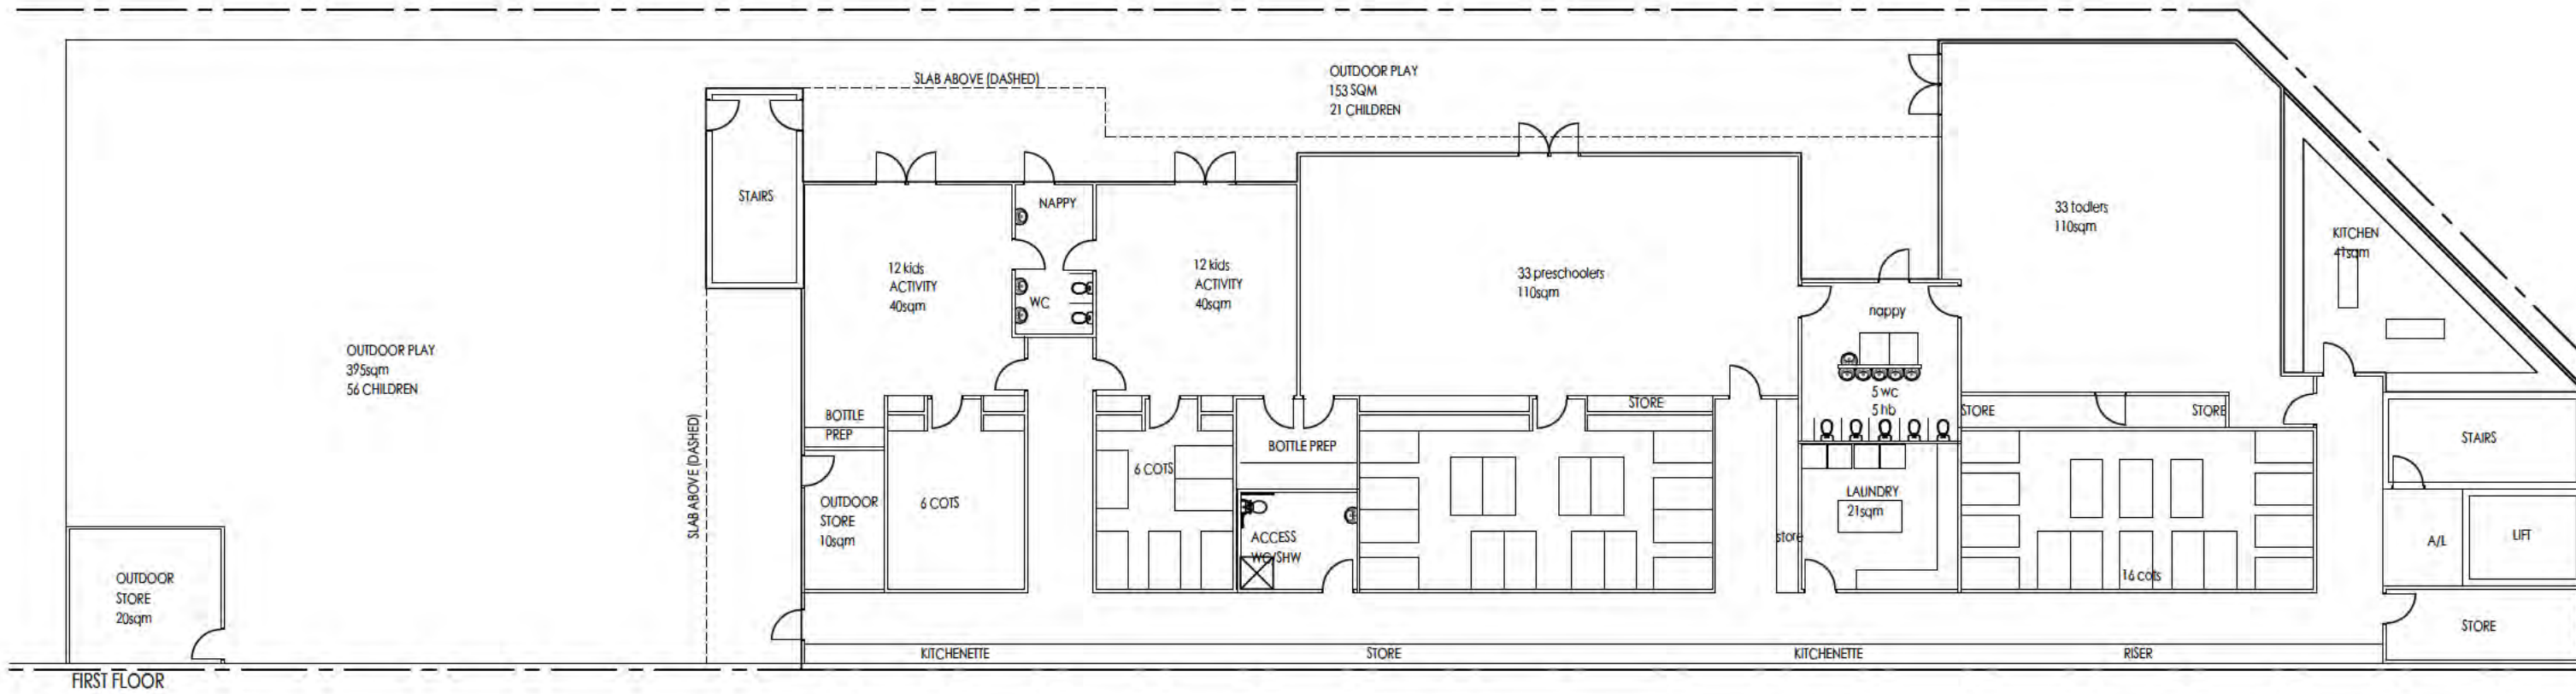 SLAB ABOVE (DASHED)
OUTDOOR PLAY
153 SQM
21 CHILDREN
STAIRS
NAPPY
WC
12 kids
ACTIVITY
40sqm
12 kids
ACTIVITY
40sqm
33 preschoolers
110sqm
33 todlers
110sqm
KITCHEN
41sqm
nappy
5 wc
5 hb
OUTDOOR PLAY
395sqm
56 CHILDREN
SLAB ABOVE (DASHED)
BOTTLE
PREP
STORE
STORE
STORE
STAIRS
BOTTLE PREP
6 COTS
6 COTS
OUTDOOR
STORE
10sqm
ACCESS
WC/SHW
store
LAUNDRY
21sqm
16 cots
A/L
LIFT
OUTDOOR
STORE
20sqm
STORE
KITCHENETTE
STORE
KITCHENETTE
RISER
FIRST FLOOR